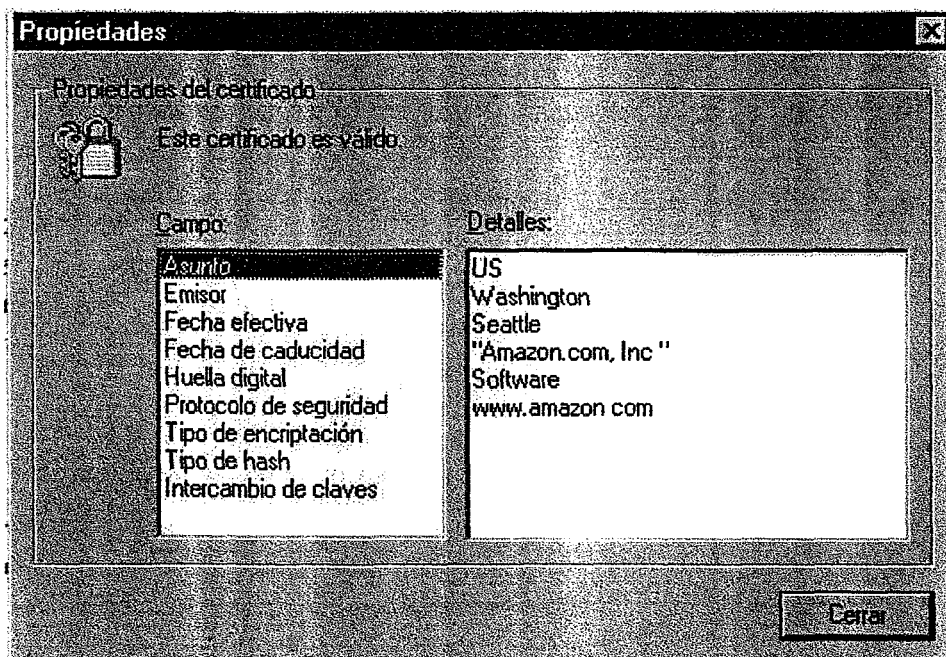 Propiedades
Propiedades del certificado
Este certificado es válido.
Campo:
Asunto
Emisor
Fecha efectiva
Fecha de caducidad
Huella digital
Protocolo de seguridad
Tipo de encriptación
Tipo de hash
Intercambio de claves
Detalles:
US
Washington
Seattle
"Amazon.com, Inc "
Software
www.amazon com
Cerrar